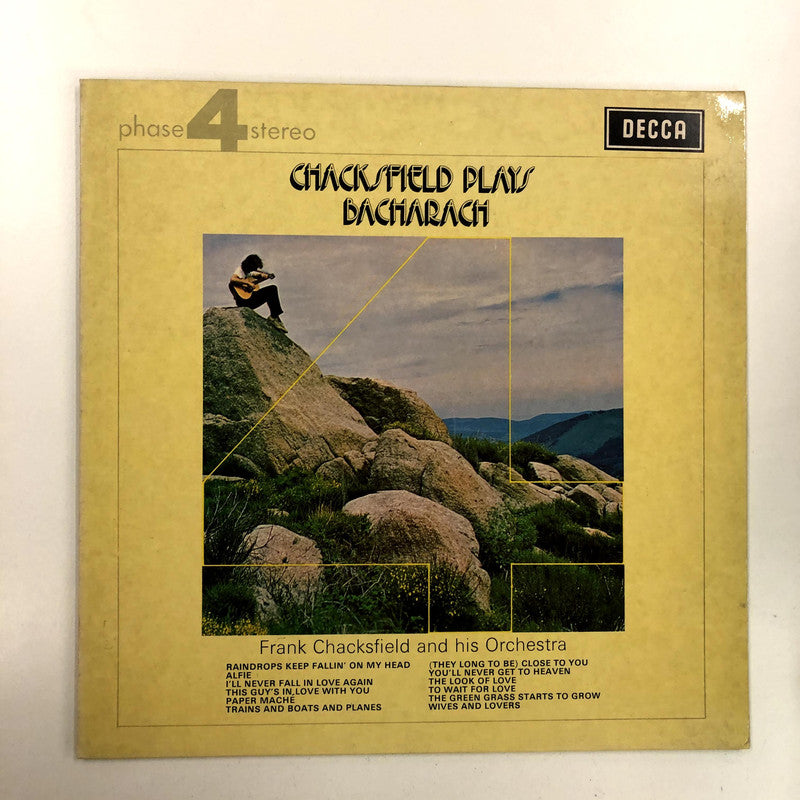 phase 4 stereo
DECCA
CHACKSFIELD PLAYS
BACHARACH
Frank Chacksfield and his Orchestra
RAINDROPS KEEP FALLIN' ON MY HEAD
ALFIE
I'LL NEVER FALL IN LOVE AGAIN
THIS GUY'S IN LOVE WITH YOU
PAPER MACHÉ
TRAINS AND BOATS AND PLANES
(THEY LONG TO BE) CLOSE TO YOU
YOU'LL NEVER GET TO HEAVEN
THE LOOK OF LOVE
TO WAIT FOR LOVE
THE GREEN GRASS STARTS TO GROW
WIVES AND LOVERS